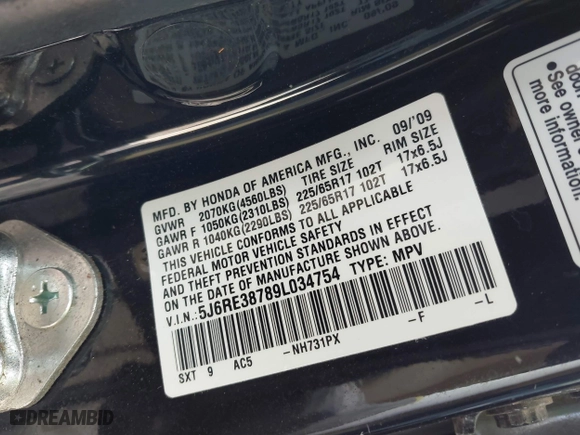 MFD. BY HONDA OF AMERICA MFG., INC. 09/'09
GVWR 2070KG(4560LBS) TIRE SIZE RIM SIZE
GAWR F 1050KG(2310LBS) 225/65R17 102T 17x6.5J
GAWR R 1040KG(2290LBS) 225/65R17 102T 17x6.5J
THIS VEHICLE CONFORMS TO ALL APPLICABLE
FEDERAL MOTOR VEHICLE SAFETY
AND THEFT PREVENTION STANDARDS IN EFFECT
ON THE DATE OF MANUFACTURE SHOWN ABOVE.
V.I.N.: 5J6RE38789L034754 TYPE: MPV
SXT 9 AC5 -NH731PX -F -L
•See owner's
more information.
DREAMBID